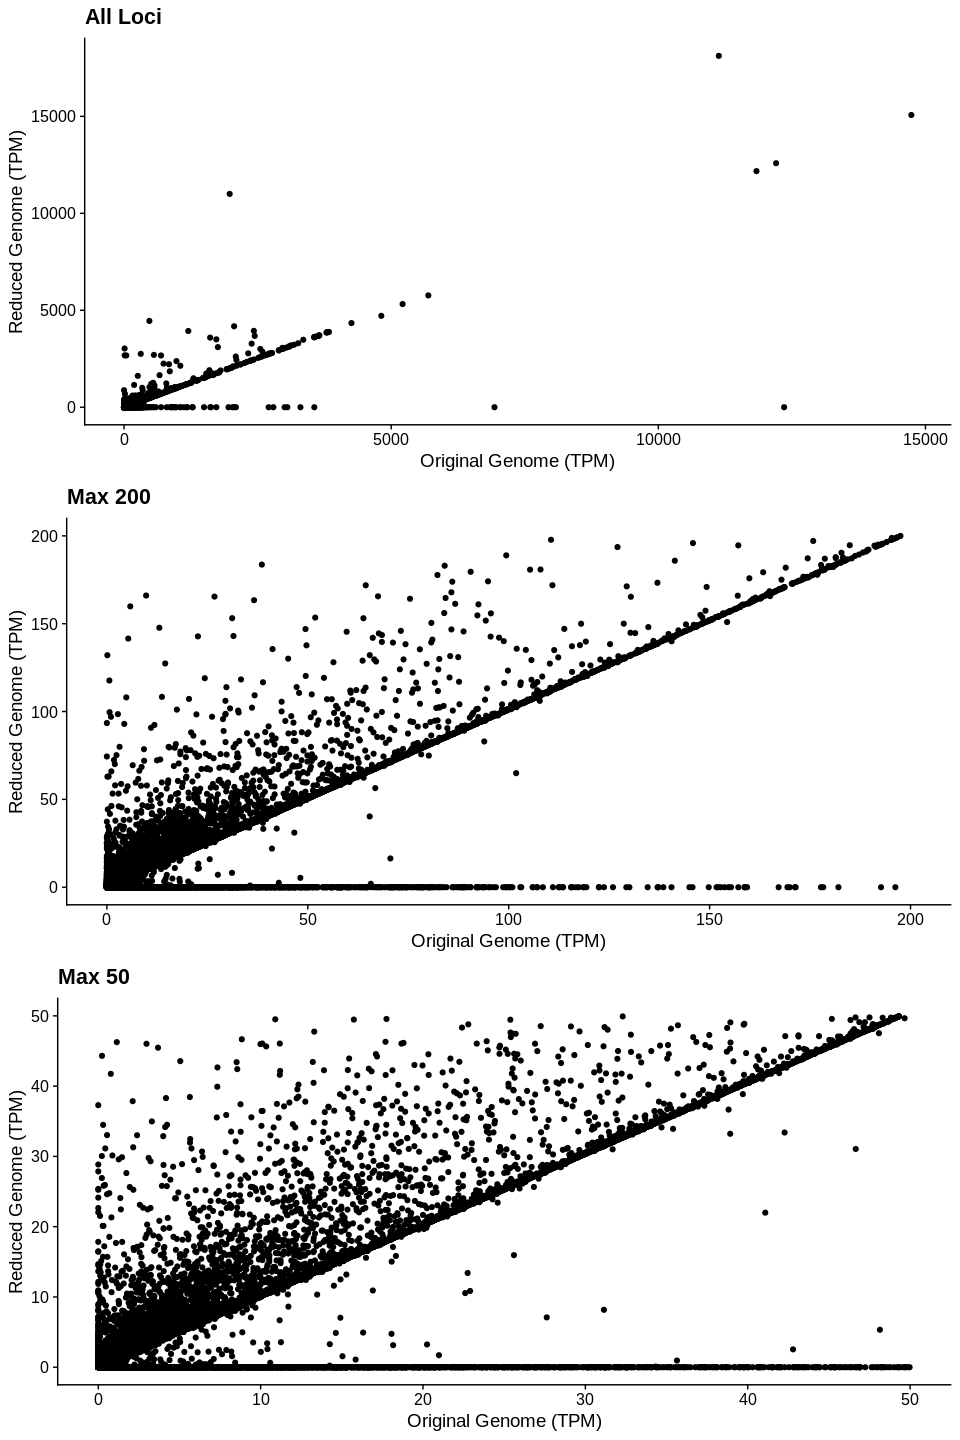 All Loci
15000
10000
5000
0
Reduced Genome (TPM)
0 5000 10000 15000
Original Genome (TPM)
Max 200
200
150
100
50
0
Reduced Genome (TPM)
0 50 100 150 200
Original Genome (TPM)
Max 50
50
40
30
20
10
0
Reduced Genome (TPM)
0 10 20 30 40 50
Original Genome (TPM)